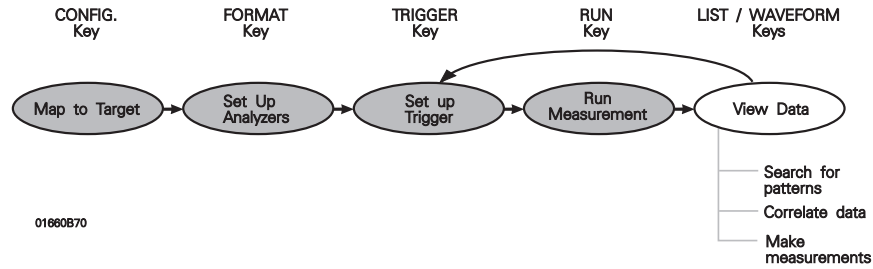 CONFIG.
Key
FORMAT
Key
TRIGGER
Key
RUN
Key
LIST / WAVEFORM
Keys
Map to Target
Set Up
Analyzers
Set up
Trigger
Run
Measurement
View Data
Search for
patterns
Correlate data
Make
measurements
01660B70